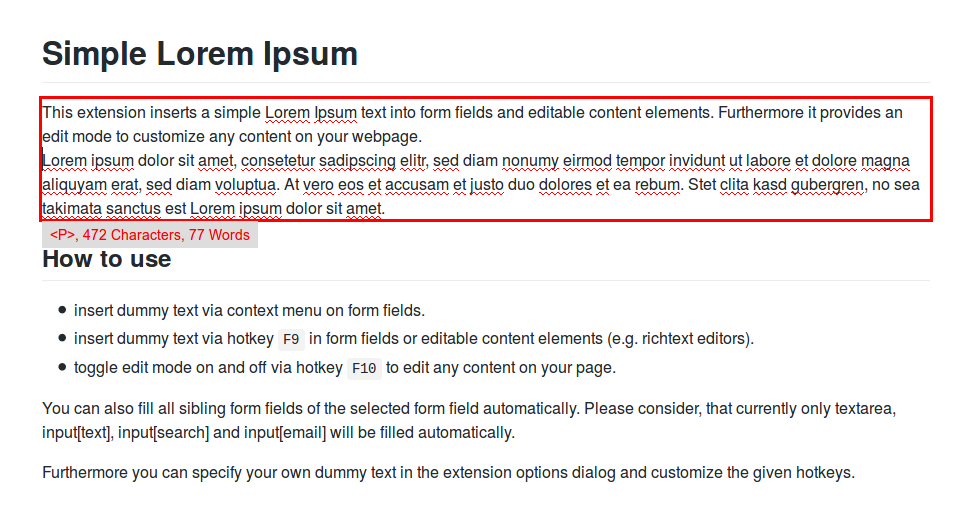 Simple Lorem Ipsum
This extension inserts a simple Lorem Ipsum text into form fields and editable content elements. Furthermore it provides an
edit mode to customize any content on your webpage.
Lorem ipsum dolor sit amet, consetetur sadipscing elitr, sed diam nonumy eirmod tempor invidunt ut labore et dolore magna
aliquyam erat, sed diam voluptua. At vero eos et accusam et justo duo dolores et ea rebum. Stet clita kasd gubergren, no sea
takimata sanctus est Lorem ipsum dolor sit amet.
<P>, 472 Characters, 77 Words
How to use
● insert dummy text via context menu on form fields.
● insert dummy text via hotkey F9 in form fields or editable content elements (e.g. richtext editors).
● toggle edit mode on and off via hotkey F10 to edit any content on your page.
You can also fill all sibling form fields of the selected form field automatically. Please consider, that currently only textarea,
input[text], input[search] and input[email] will be filled automatically.
Furthermore you can specify your own dummy text in the extension options dialog and customize the given hotkeys.